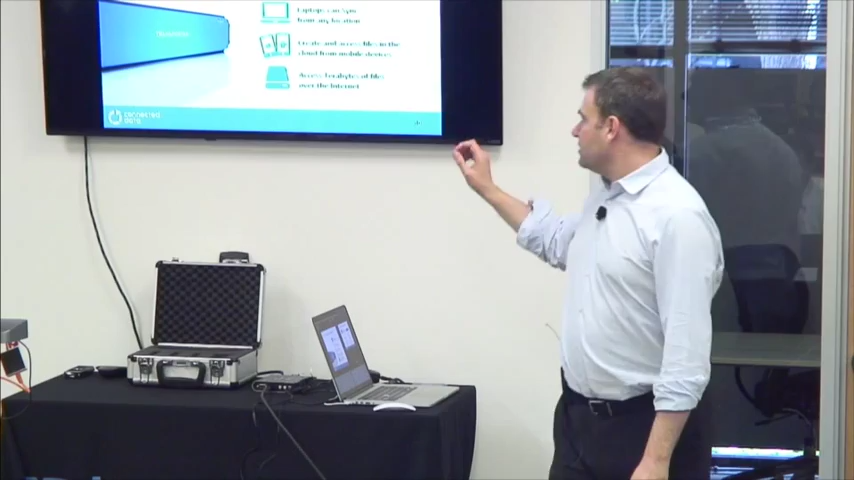 Laptops can Sync
from any location
Create and access files in the
cloud from mobile devices
Access Terabytes of files
over the Internet
CONNECTED
DATA